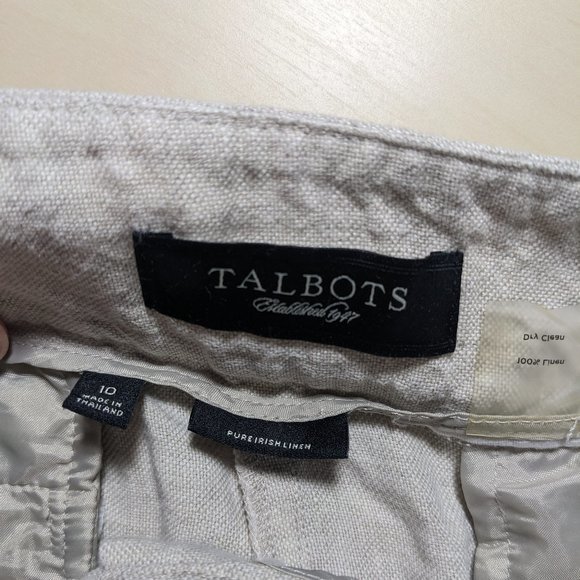 TALBOTS
Established 1947
Dry Clean
100% Linen
10
MADE IN
THAILAND
PURE IRISH LINEN